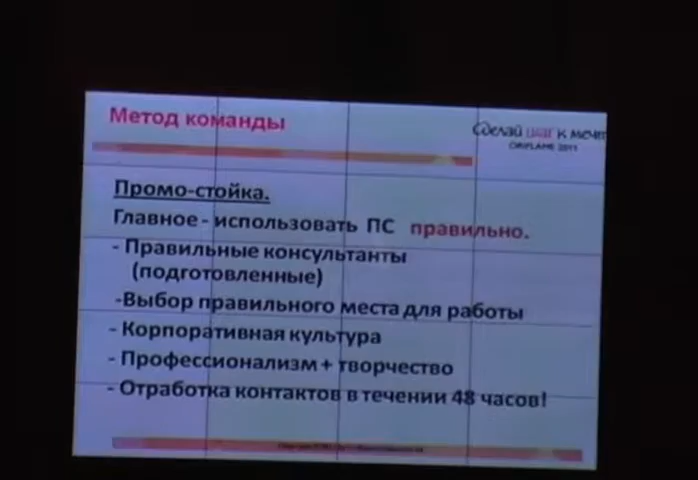 Метод команды
Сделай шаг к мечте
ORIFLAME 2011
Промо-стойка.
Главное - использовать ПС правильно.
- Правильные консультанты
(подготовленные)
-Выбор правильного места для работы
- Корпоративная культура
- Профессионализм + творчество
- Отработка контактов в течении 48 часов!